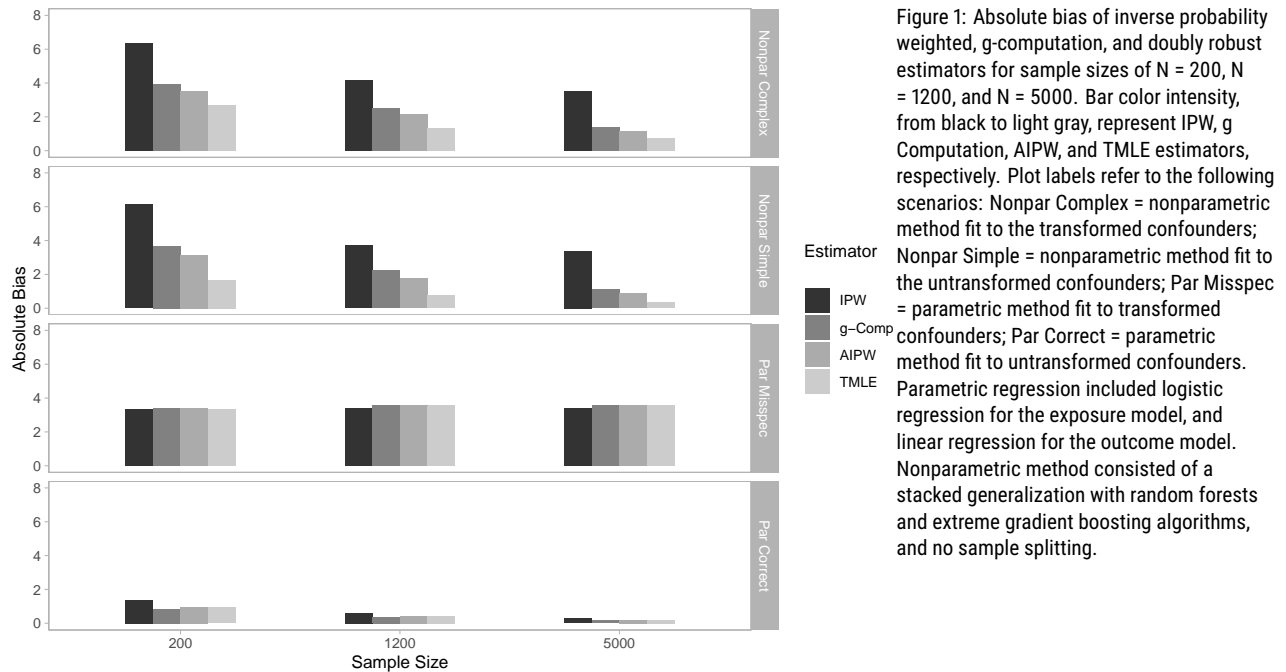 8
6
4
2
0
Nonpar Complex
8
6
4
2
0
Nonpar Simple
8
6
4
2
0
Par Misspec
8
6
4
2
0
Par Correct
Absolute Bias
200
1200
5000
Sample Size
Estimator
IPW
g−Comp
AIPW
TMLE
Figure 1: Absolute bias of inverse probability
weighted, g-computation, and doubly robust
estimators for sample sizes of N = 200, N
= 1200, and N = 5000. Bar color intensity,
from black to light gray, represent IPW, g
Computation, AIPW, and TMLE estimators,
respectively. Plot labels refer to the following
scenarios: Nonpar Complex = nonparametric
method fit to the transformed confounders;
Nonpar Simple = nonparametric method fit to
the untransformed confounders; Par Misspec
= parametric method fit to transformed
confounders; Par Correct = parametric
method fit to untransformed confounders.
Parametric regression included logistic
regression for the exposure model, and
linear regression for the outcome model.
Nonparametric method consisted of a
stacked generalization with random forests
and extreme gradient boosting algorithms,
and no sample splitting.